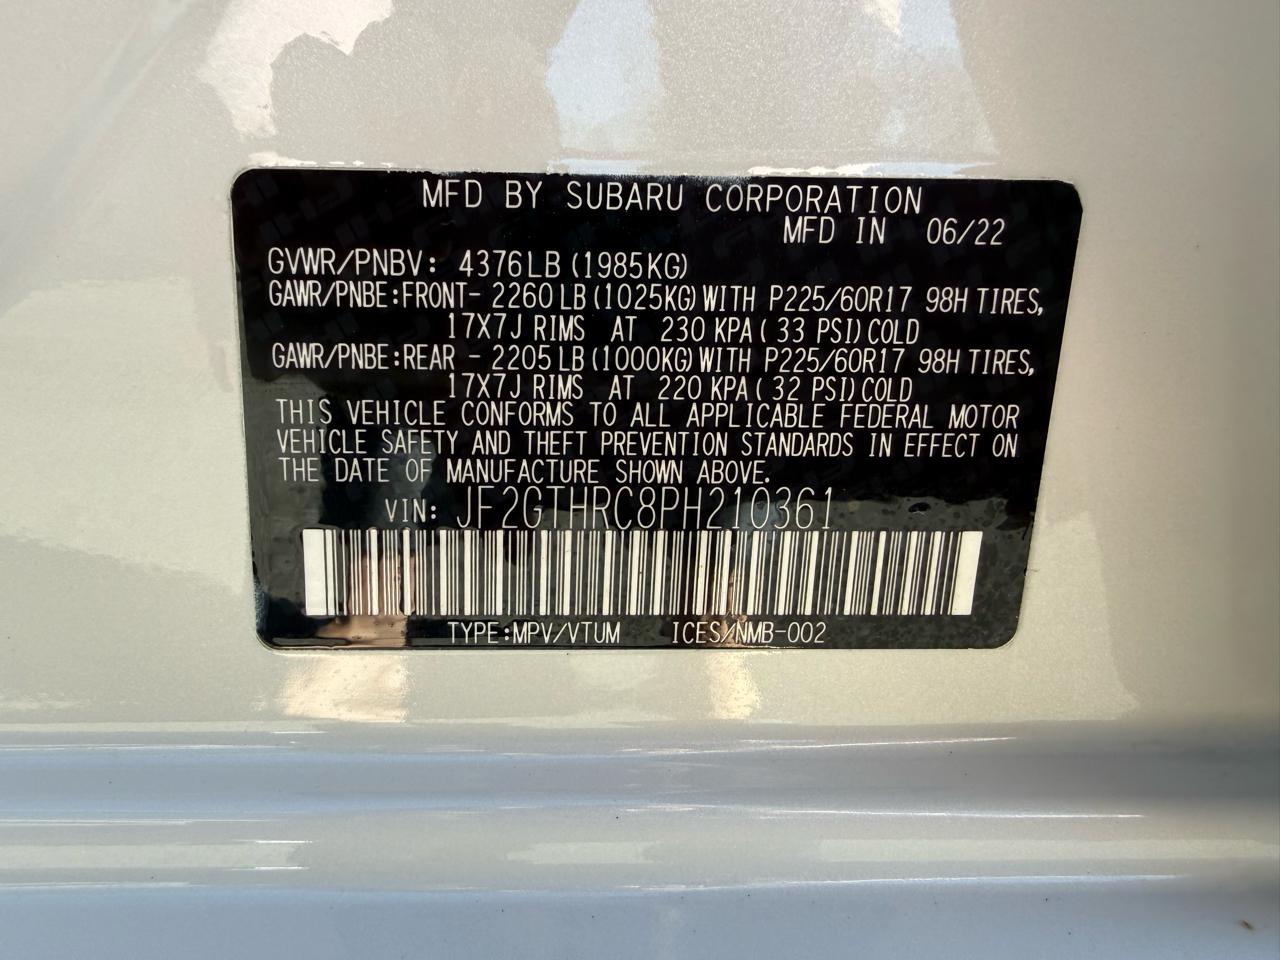 MFD BY SUBARU CORPORATION
MFD IN 06/22
GVWR/PNBV: 4376LB(1985KG)
GAWR/PNBE:FRONT- 2260LB(1025KG)WITH P225/60R17 98H TIRES,
17X7J RIMS AT 230 KPA( 33 PSI)COLD
GAWR/PNBE:REAR - 2205LB(1000KG)WITH P225/60R17 98H TIRES,
17X7J RIMS AT 220 KPA( 32 PSI)COLD
THIS VEHICLE CONFORMS TO ALL APPLICABLE FEDERAL MOTOR
VEHICLE SAFETY AND THEFT PREVENTION STANDARDS IN EFFECT ON
THE DATE OF MANUFACTURE SHOWN ABOVE.
VIN: JF2GTHRC8PH210361
TYPE:MPV/VTUM ICES/NMB-002